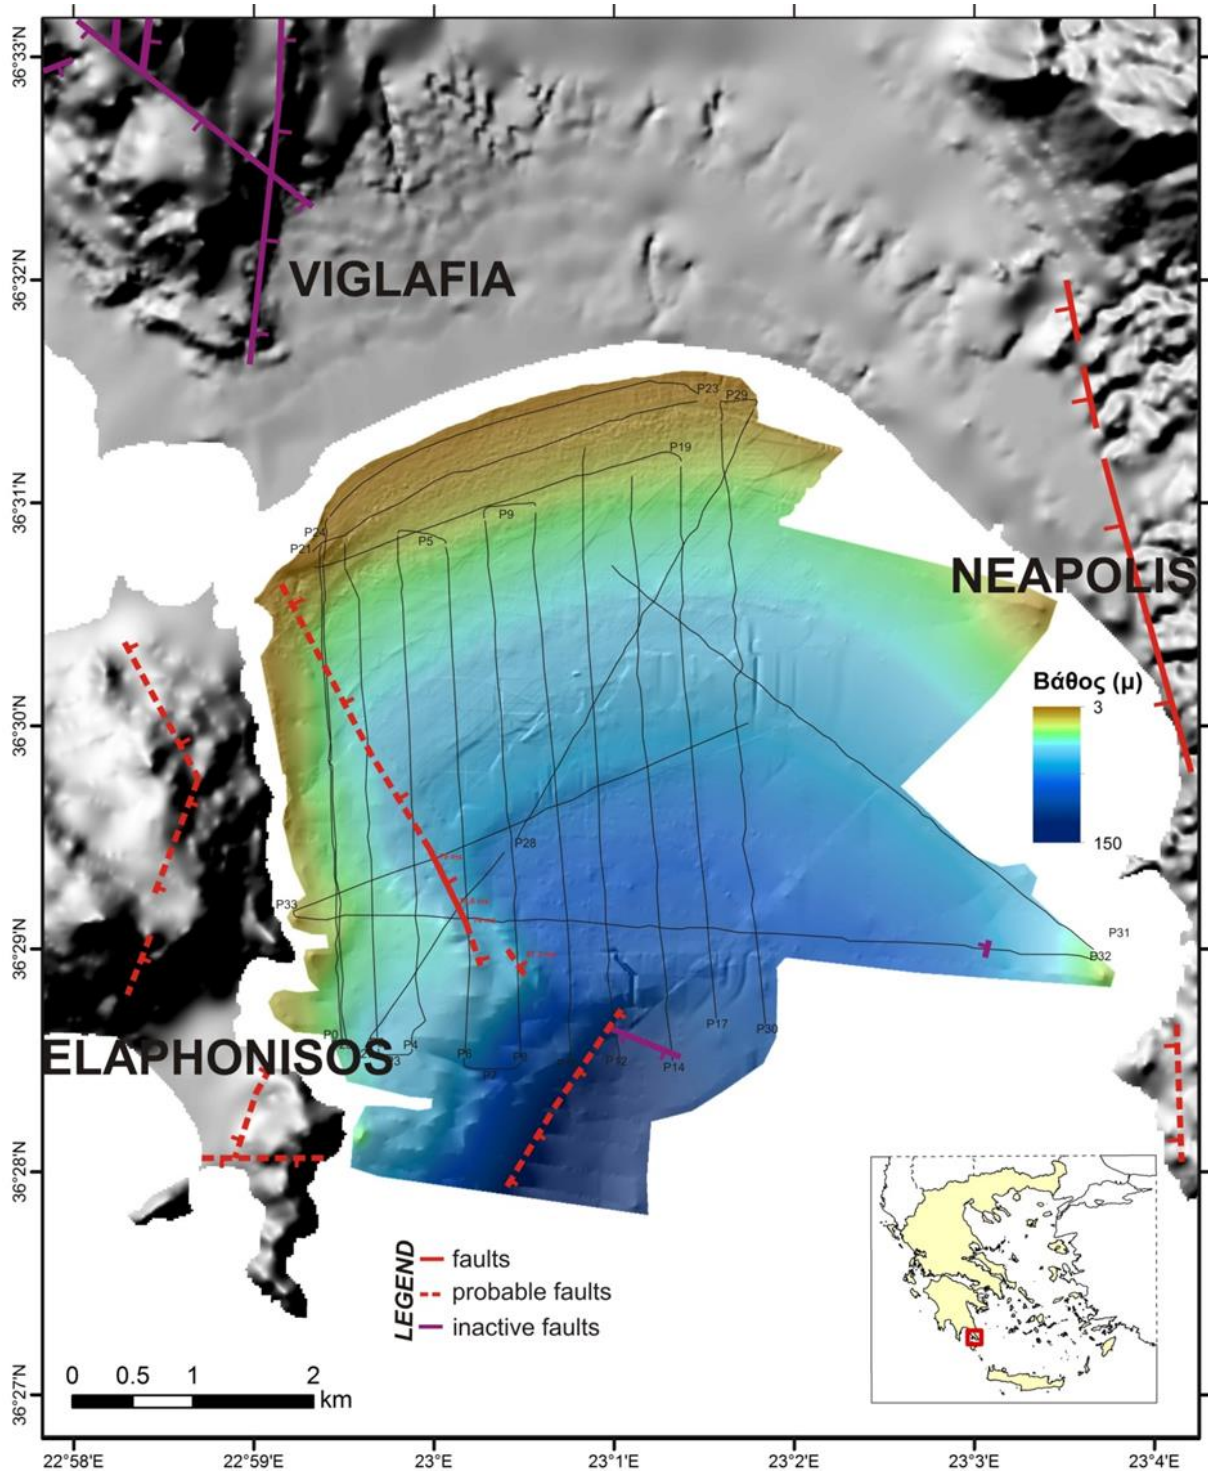 36°33'N
36°32'N
VIGLAFIA
P23
P29
P19
36°31'N
P9
P24
P5
P21
NEAPOLIS
Βάθος (μ)
3
150
36°30'N
P28
P33
P31
P32
36°29'N
P0
P4
P6
P12
P14
P17
P30
ELAPHONISOS
36°28'N
LEGEND
faults
probable faults
inactive faults
0 0.5 1 2
km
36°27'N
22°58'E 22°59'E 23°E 23°1'E 23°2'E 23°3'E 23°4'E